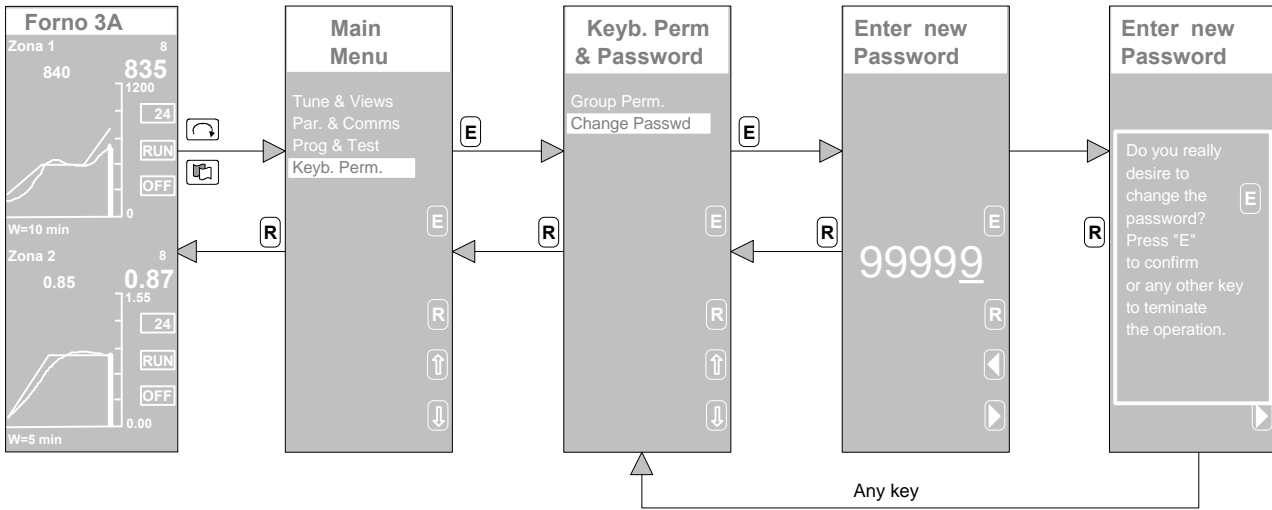 Forno 3A
Zona 1 8
840 835
1200
24
RUN
OFF
0
W=10 min
Zona 2 8
0.85 0.87
1.55
24
RUN
OFF
0.00
W=5 min
R
Main
Menu
Tune & Views
Par. & Comms
Prog & Test
Keyb. Perm.
E
R
E
R
Keyb. Perm
& Password
Group Perm.
Change Passwd
E
R
E
R
Enter new
Password
E
99999
R
R
Enter new
Password
Do you really
desire to
change the
password?
E
Press "E"
to confirm
or any other key
to teminate
the operation.
Any key